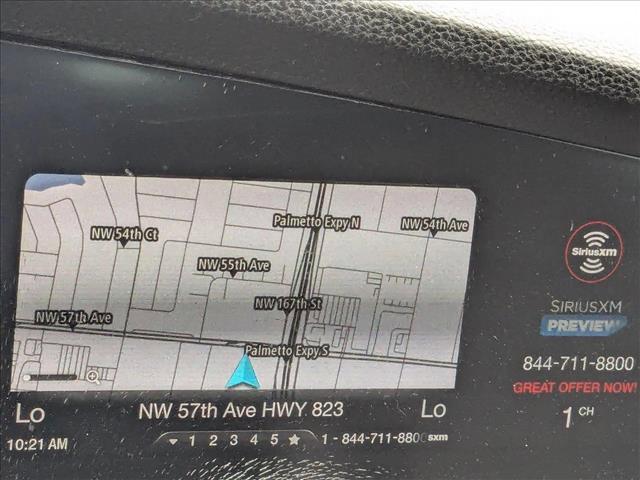 Palmetto Expy N
NW 54th Ave
NW 54th Ct
NW 55th Ave
NW 167th St
NW 57th Ave
Palmetto Expy S
SiriusXM
SIRIUSXM
PREVIEW
844-711-8800
GREAT OFFER NOW!
1 CH
Lo
NW 57th Ave HWY 823
Lo
10:21 AM
1 2 3 4 5
1 - 844-711-8800 sxm